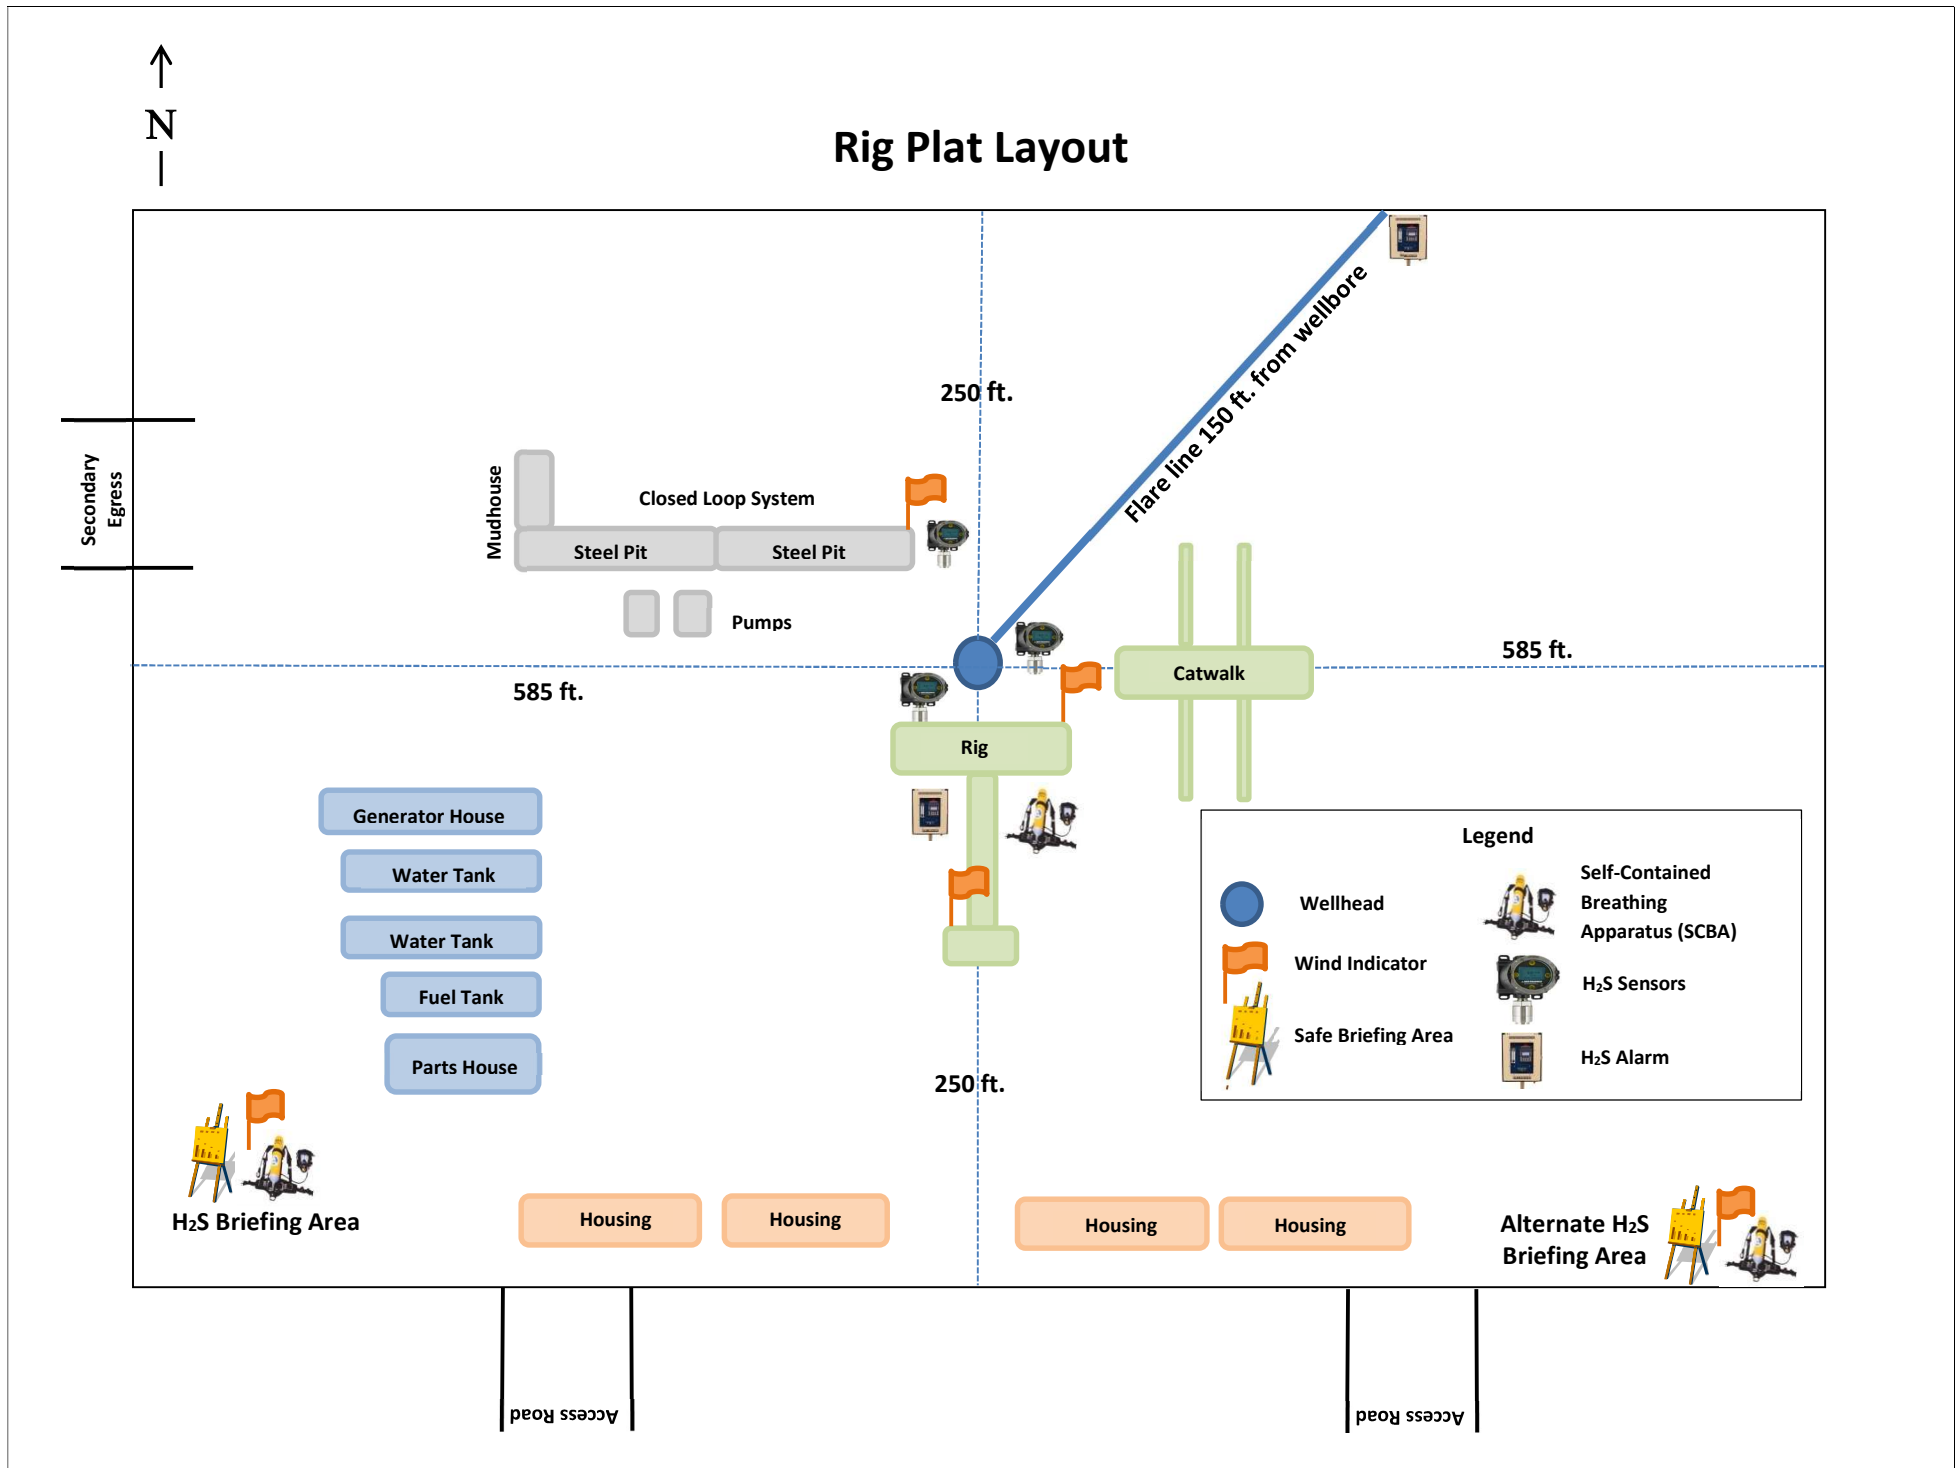 N
Rig Plat Layout
Flare line 150 ft. from wellbore
250 ft.
Secondary
Egress
Mudhouse
Closed Loop System
Steel Pit
Steel Pit
Pumps
585 ft.
585 ft.
Catwalk
Rig
Generator House
Water Tank
Water Tank
Fuel Tank
Parts House
250 ft.
Legend
Wellhead
Wind Indicator
Safe Briefing Area
Self-Contained
Breathing
Apparatus (SCBA)
H₂S Sensors
H₂S Alarm
H₂S Briefing Area
Housing
Housing
Housing
Housing
Alternate H₂S
Briefing Area
Access Road
Access Road